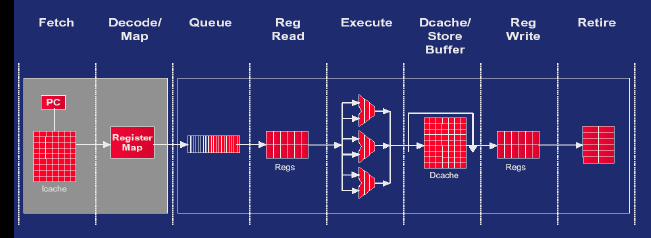 Fetch
Decode/
Map
Queue
Reg
Read
Execute
Dcache/
Store
Buffer
Reg
Write
Retire
PC
Register
Map
Icache
Regs
Dcache
Regs